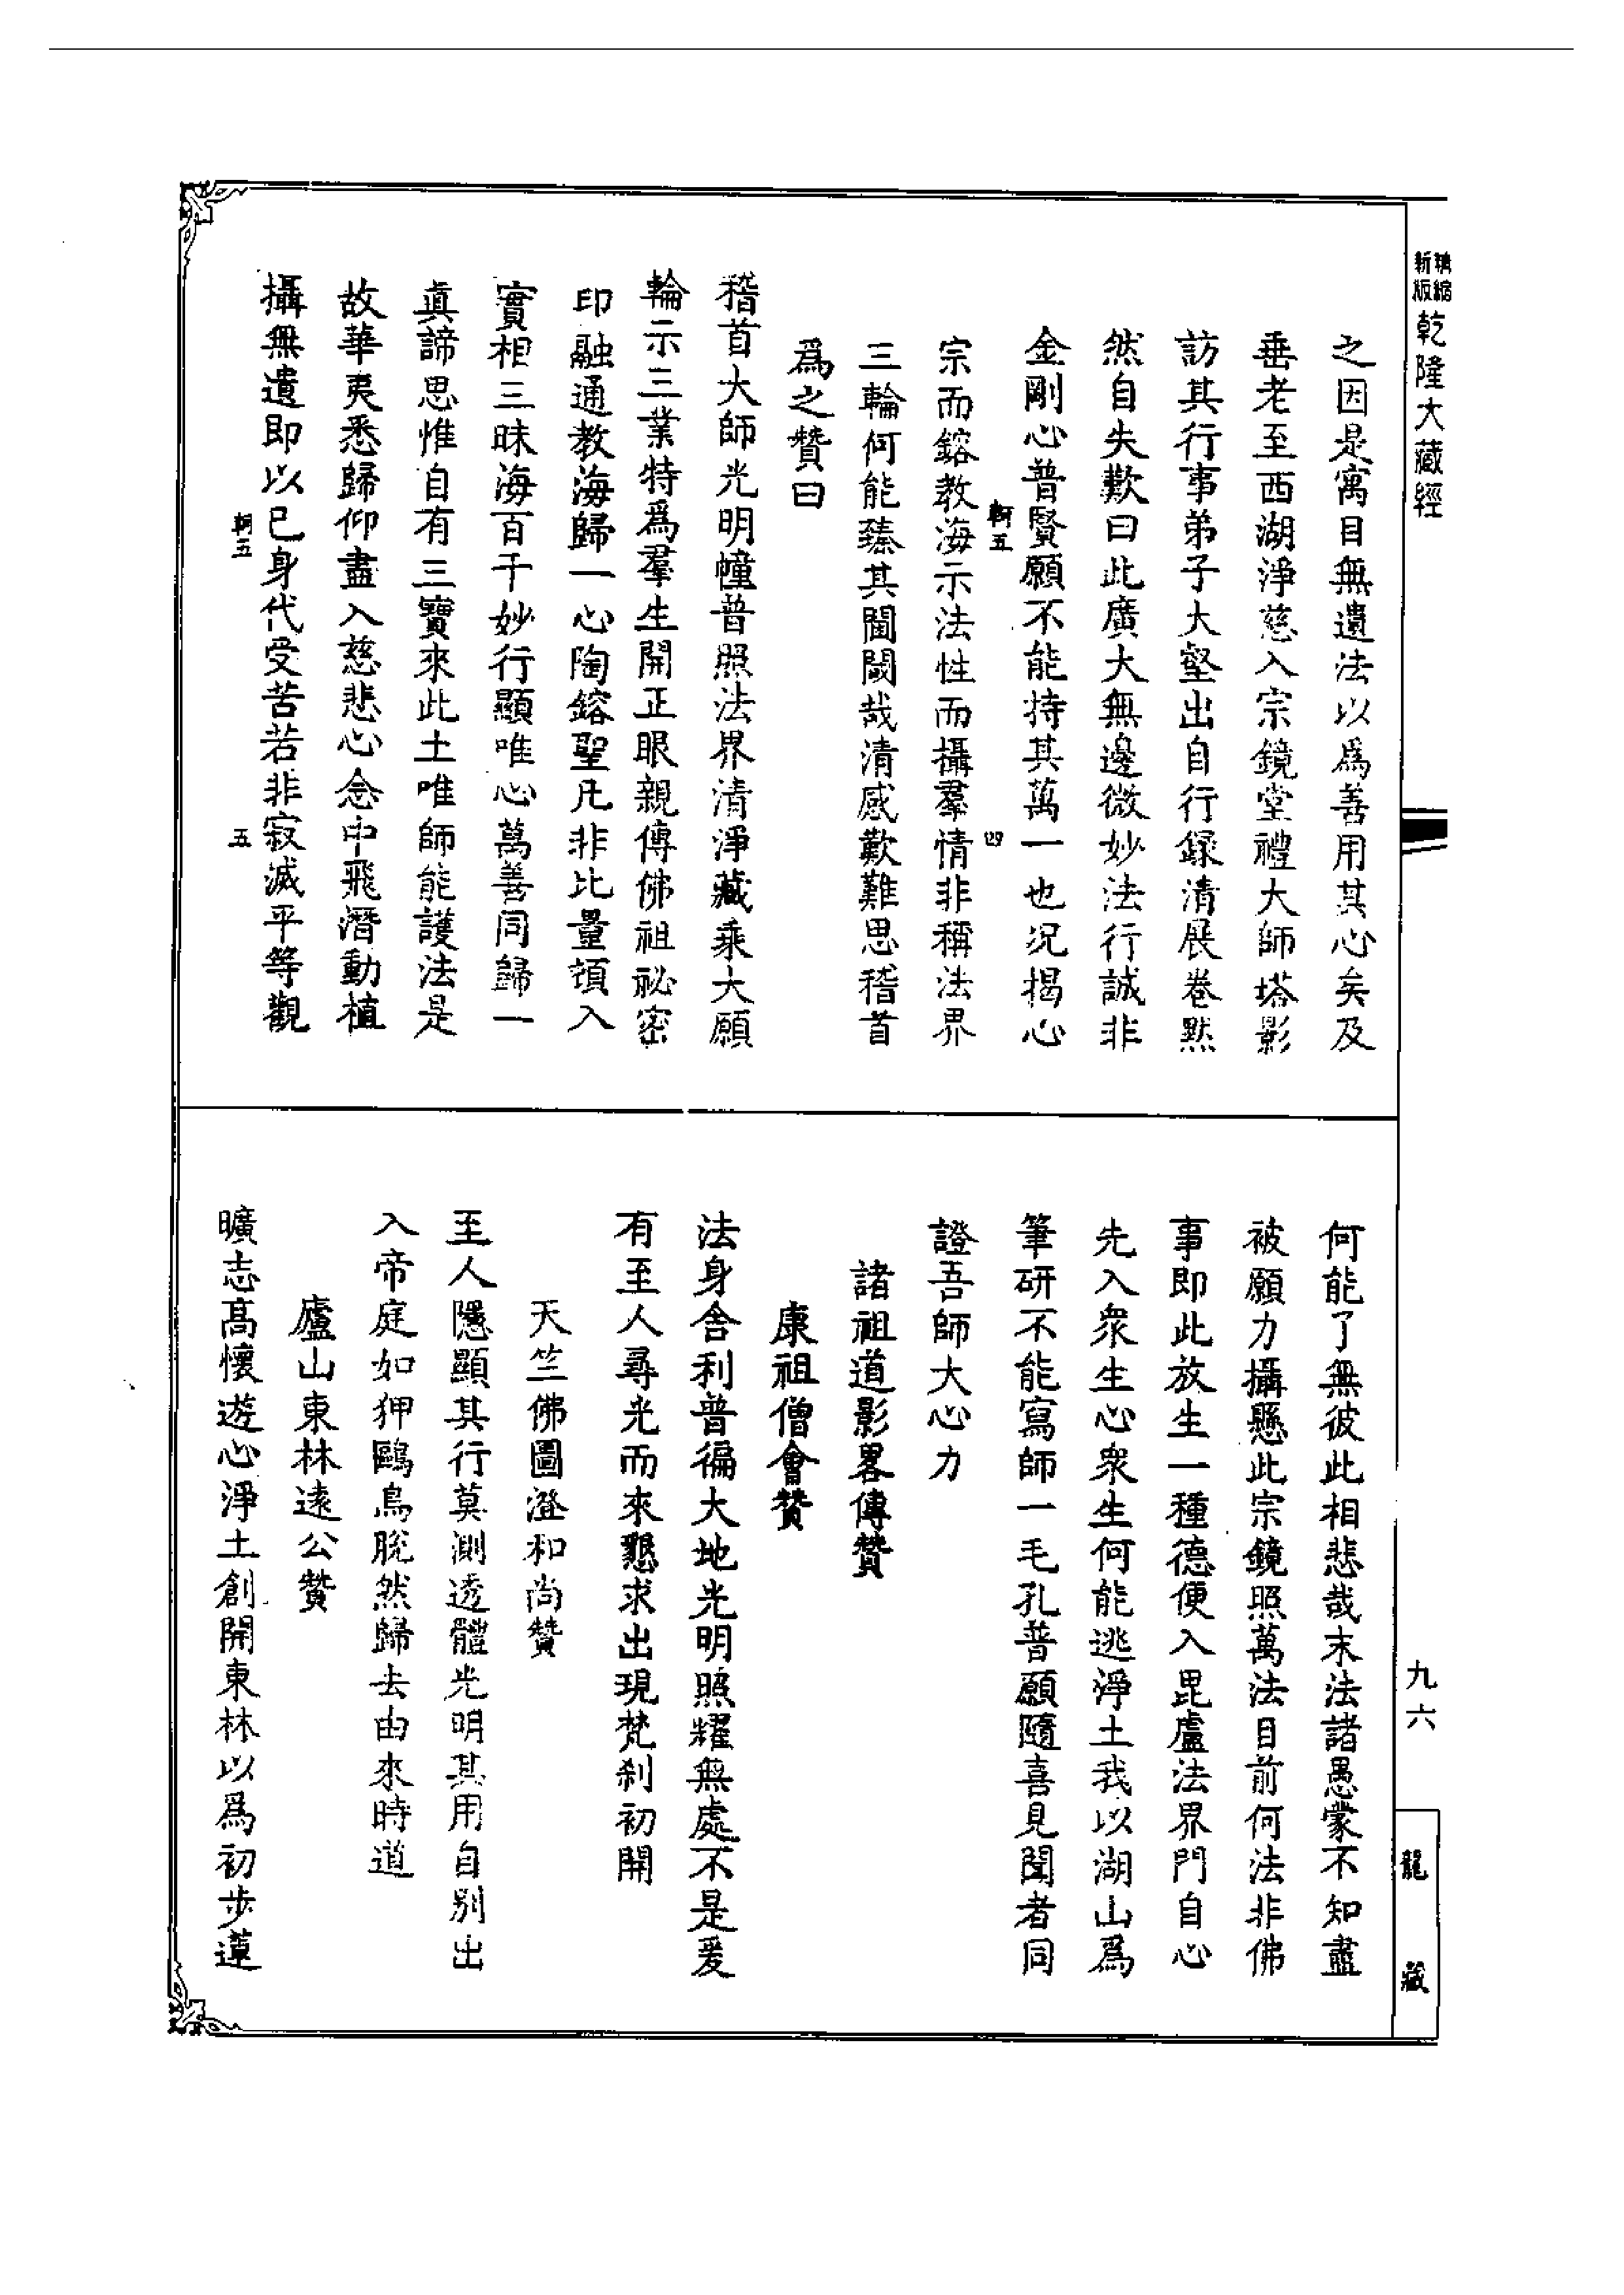 精縮
新版
乾隆大藏經
之因是寓目無遺法以爲善用其心矣及
垂老至西湖淨慈入宗鏡堂禮大師塔影
訪其行事弟子大壑出自行録清展卷黙
然自失歎曰此廣大無邊微妙法行誠非
金剛心普賢願不能持其萬一也況揭心
軻五
四
宗而鎔教海示法性而攝羣情非稱法界
三輪何能臻其閫閾哉清感歎難思稽首
爲之贊曰
稽首大師光明幢普照法界清淨藏乘大願
輪示三業特爲羣生開正眼親傳佛祖祕密
印融通教海歸一心陶鎔聖凡非比量頓入
實相三昧海百千妙行顯唯心萬善同歸一
真諦思惟自有三寶來此土唯師能護法是
故華夷悉歸仰盡入慈悲心念中飛潛動植
攝無遺即以已身代受苦若非寂滅平等觀
軻五
五
何能了無彼此相悲哉末法諸愚蒙不知盡
被願力攝懸此宗鏡照萬法目前何法非佛
事即此放生一種德便入毘盧法界門自心
先入衆生心衆生何能逃淨土我以湖山爲
筆研不能寫師一毛孔普願隨喜見聞者同
證吾師大心力
諸祖道影畧傳贊
康祖僧會贊
法身舍利普徧大地光明照耀無處不是爰
有至人尋光而來懇求出現梵刹初開
天竺佛圖澄和尚贊
至人隱顯其行莫測透體光明其用自别出
入帝庭如狎鷗鳥脱然歸去由來時道
廬山東林遠公贊
曠志高懷遊心淨土創開東林以爲初步蓮
九六
龍藏